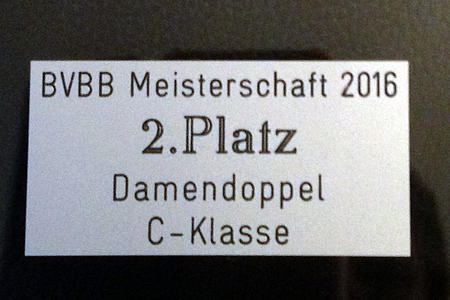 BVBB Meisterschaft 2016
2.Platz
Damendoppel
C-Klasse